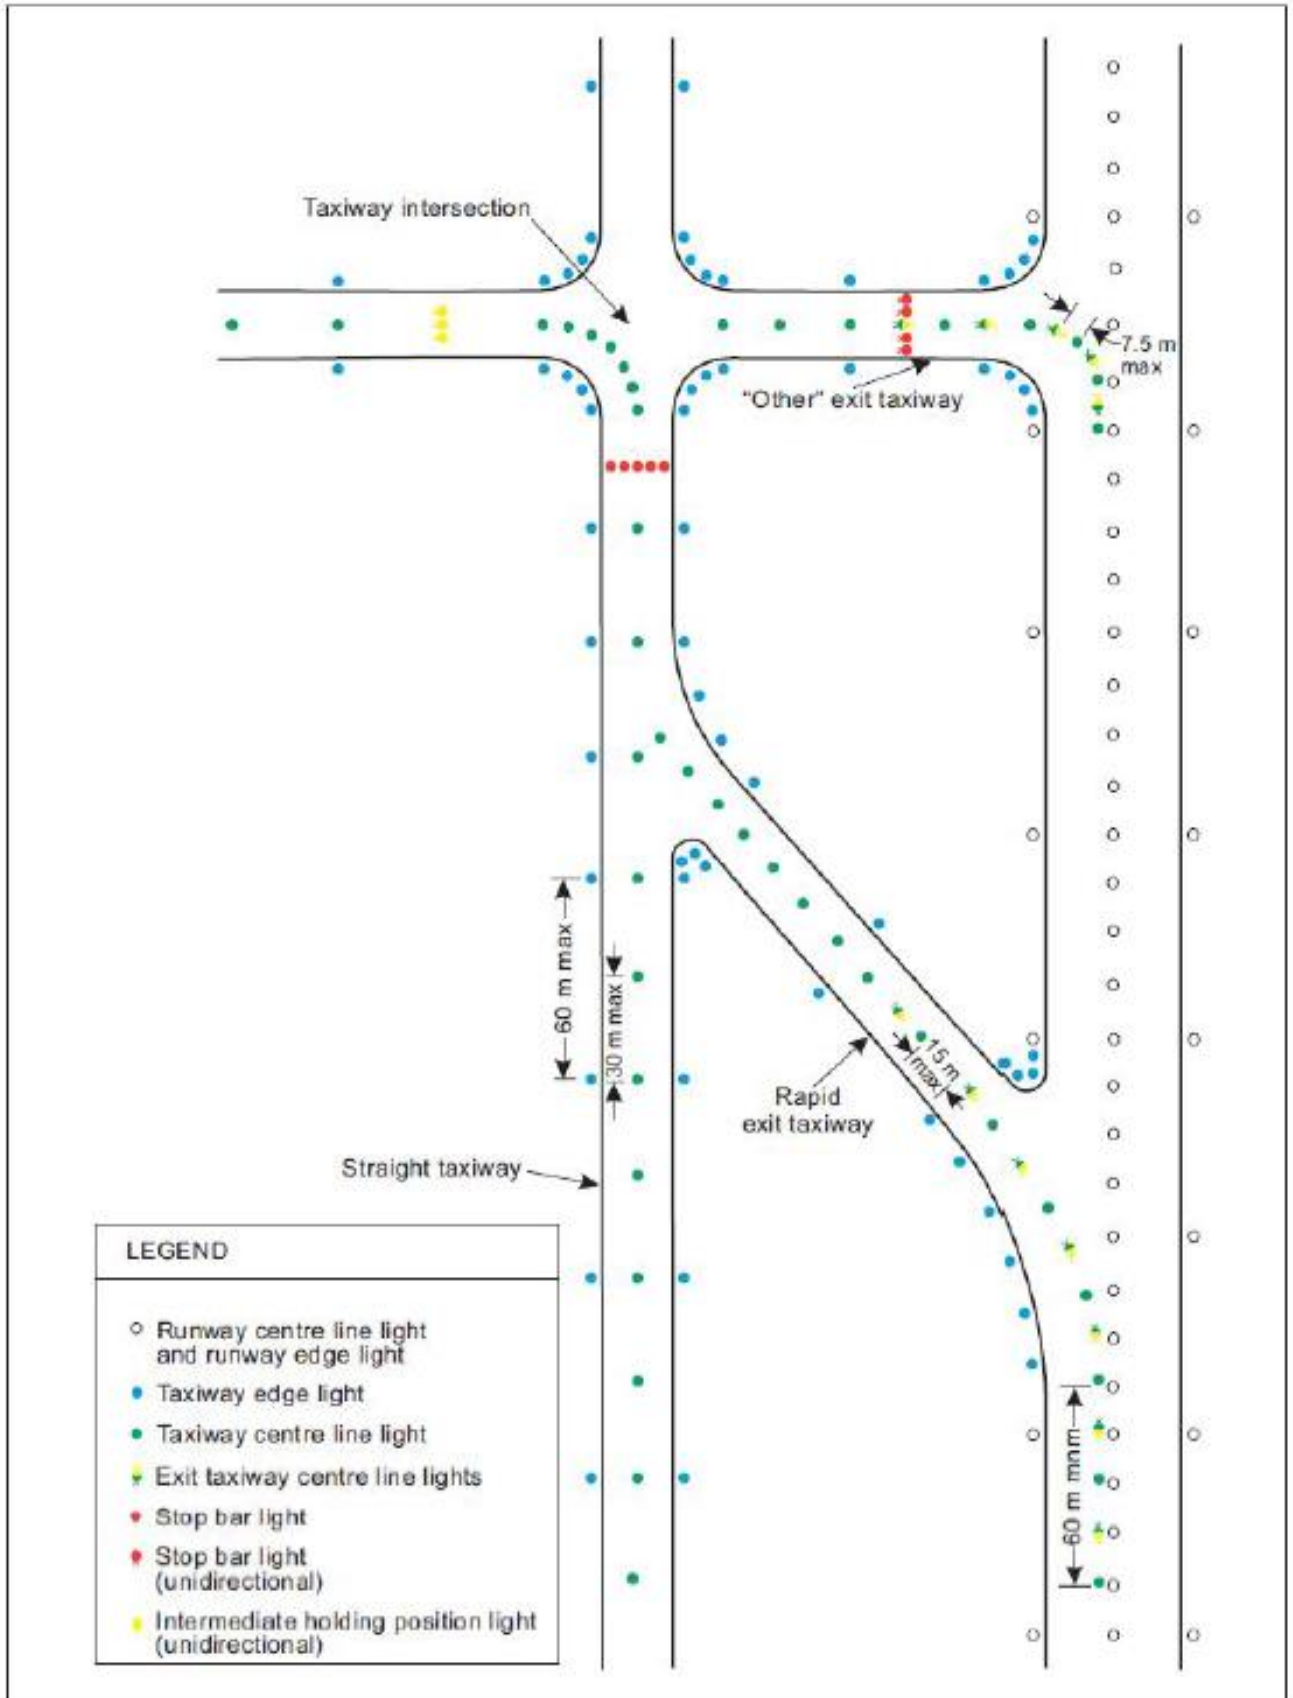 Taxiway intersection
7.5 m
max
"Other" exit taxiway
60 m max
30 m max
15 m
max
Rapid
exit taxiway
Straight taxiway
60 m mnm
LEGEND
Runway centre line light
and runway edge light
Taxiway edge light
Taxiway centre line light
Exit taxiway centre line lights
Stop bar light
Stop bar light
(unidirectional)
Intermediate holding position light
(unidirectional)